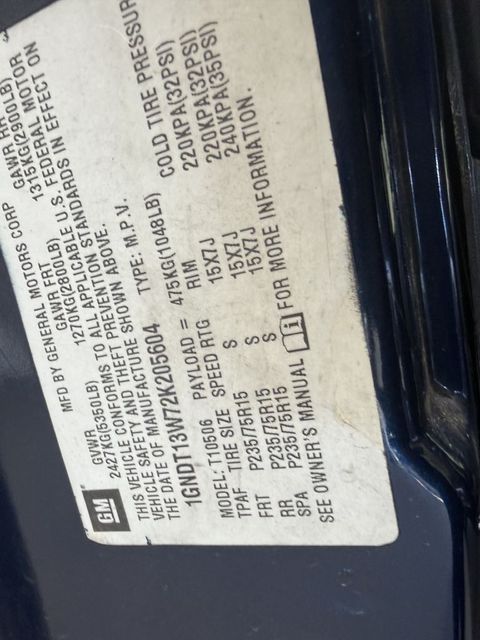 GM
MFD BY GENERAL MOTORS CORP
GVWR GAWR FRT GAWR RR
2427KG(5350LB) 1270KG(2800LB) 1315KG(2900LB)
THIS VEHICLE CONFORMS TO ALL APPLICABLE U.S. FEDERAL MOTOR
VEHICLE SAFETY AND THEFT PREVENTION STANDARDS IN EFFECT ON
THE DATE OF MANUFACTURE SHOWN ABOVE.
1GNDT13W72K205604 TYPE: M.P.V.
MODEL: T10506 PAYLOAD = 475KG(1048LB)
TPAF TIRE SIZE SPEED RTG RIM COLD TIRE PRESSUR
FRT P235/75R15 S 15X7J 220KPA(32PSI)
RR P235/75R15 S 15X7J 220KPA(32PSI)
SPA P235/75R15 S 15X7J 240KPA(35PSI)
SEE OWNER'S MANUAL FOR MORE INFORMATION.